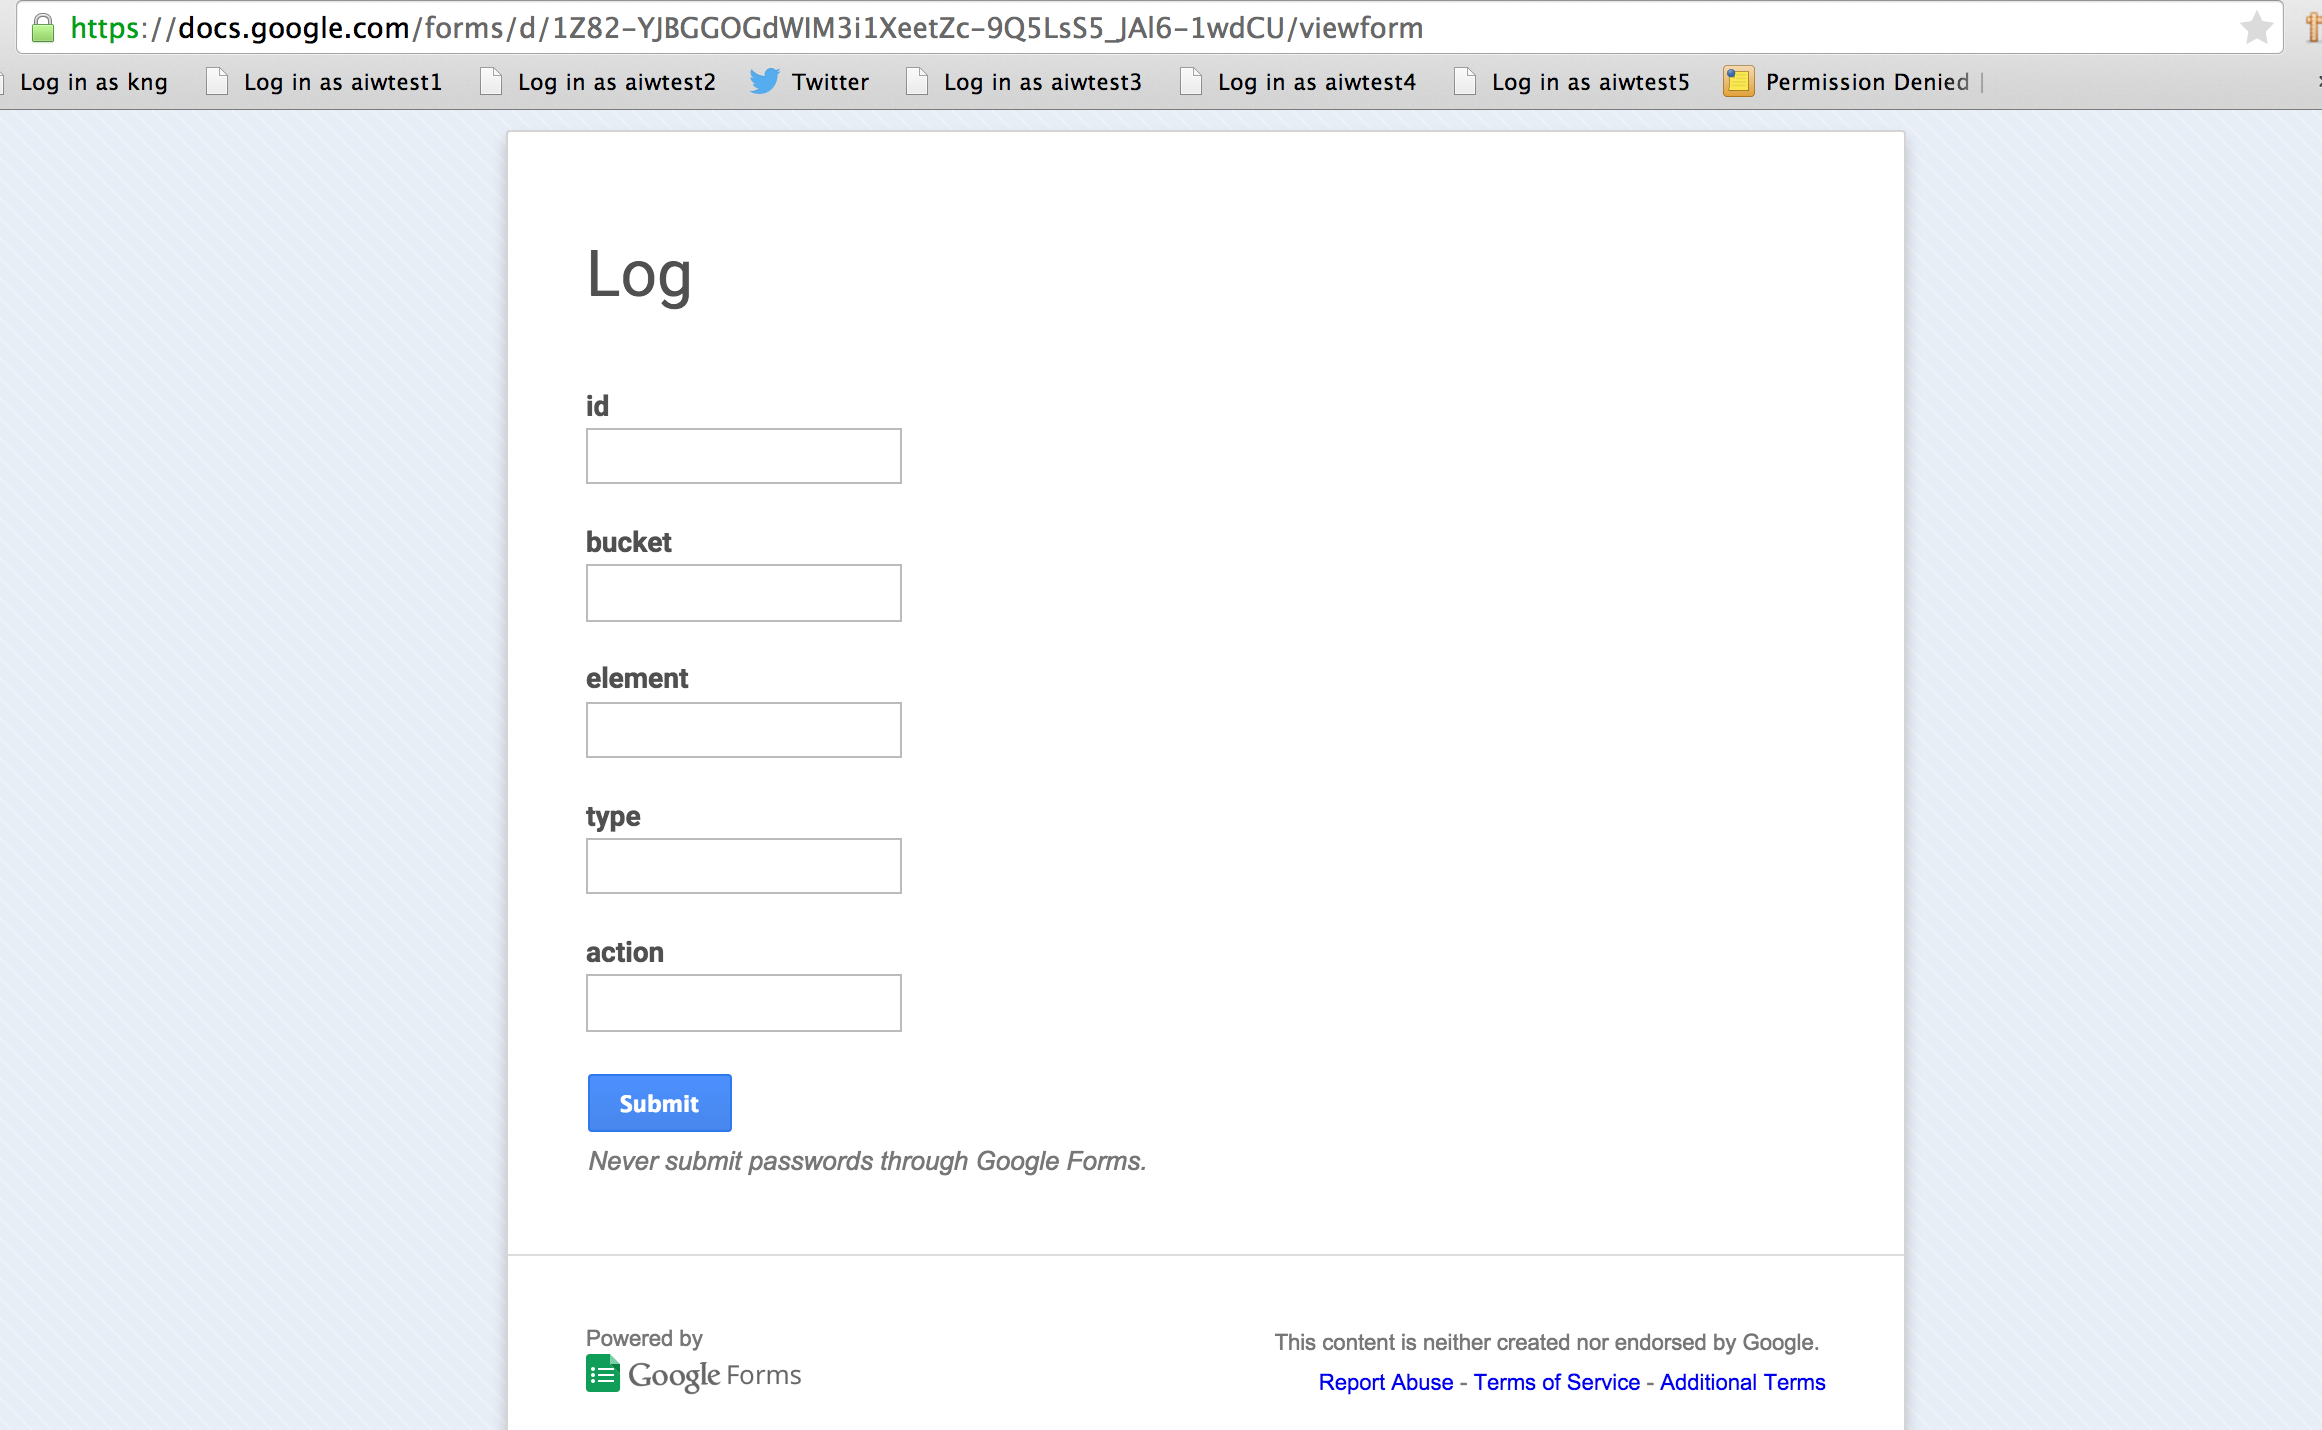 https://docs.google.com/forms/d/1Z82-YJBGGOGdWIM3i1XeetZc-9Q5LsS5_JAl6-1wdCU/viewform
Log in as kng Log in as aiwtest1 Log in as aiwtest2 Twitter Log in as aiwtest3 Log in as aiwtest4 Log in as aiwtest5 Permission Denied |
Log
id
bucket
element
type
action
Submit
Never submit passwords through Google Forms.
Powered by
Google Forms
This content is neither created nor endorsed by Google.
Report Abuse - Terms of Service - Additional Terms